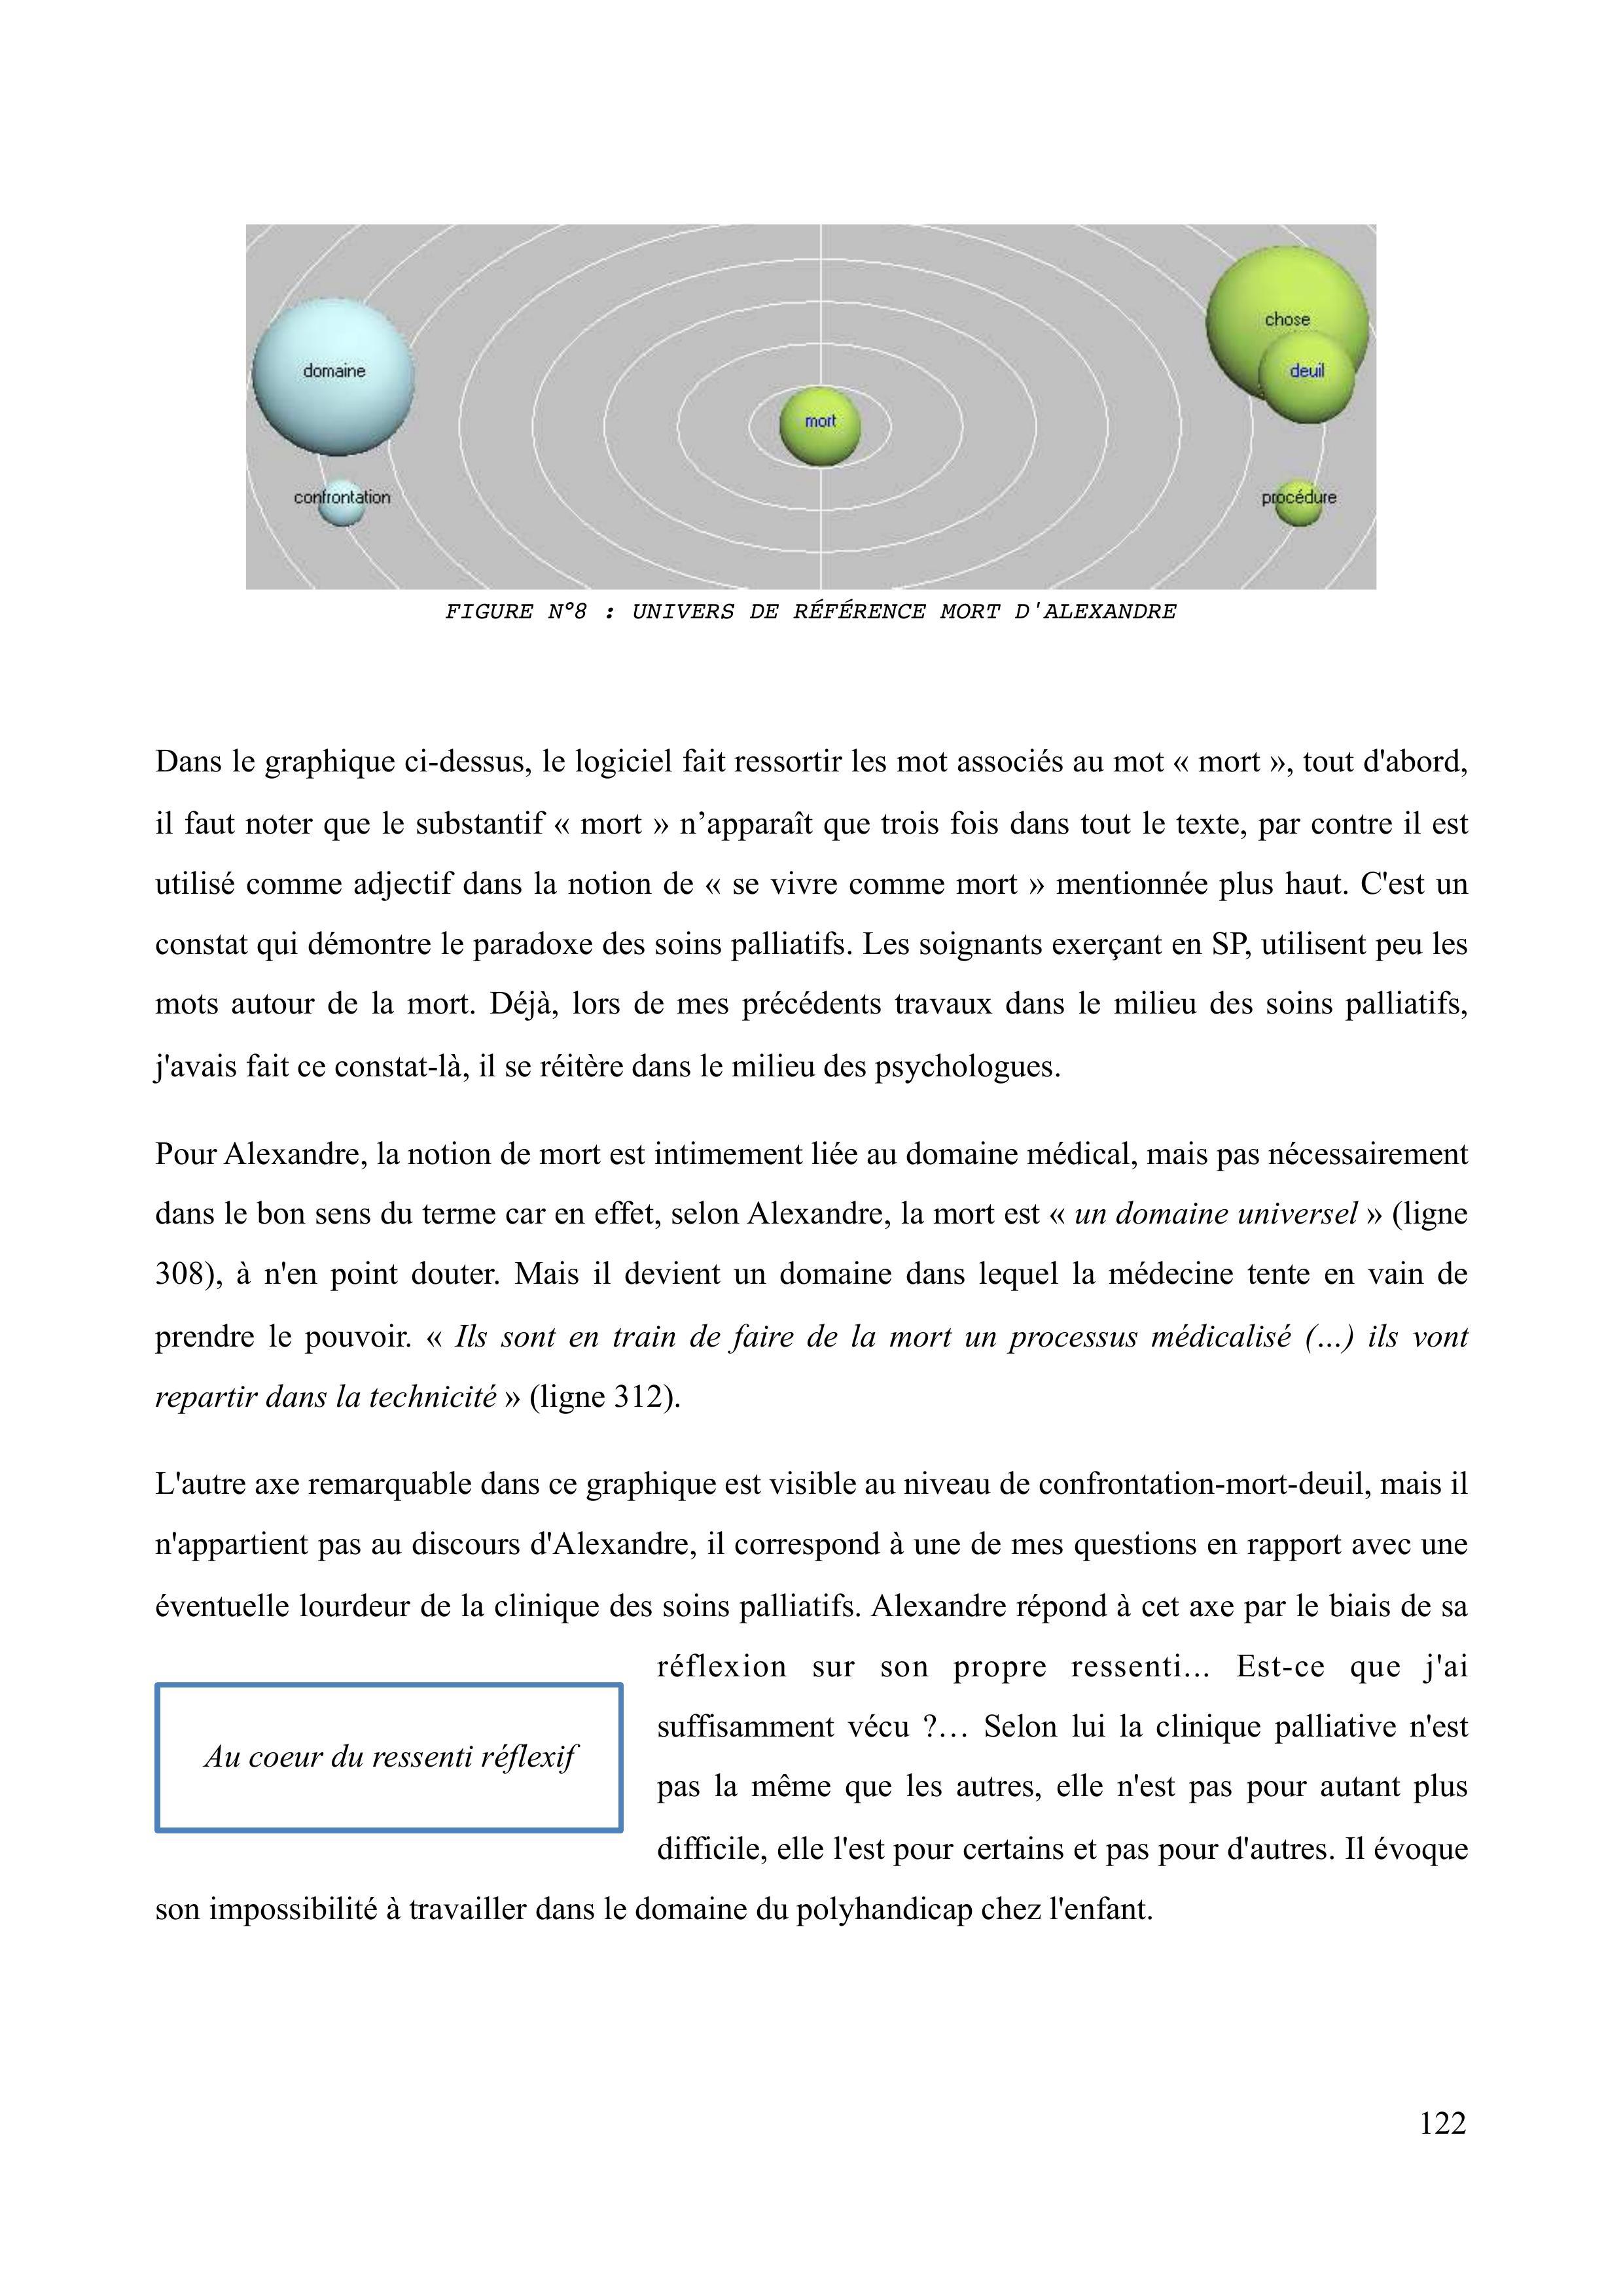 domaine
confrontation
mort
chose
deuil
procédure
FIGURE N°8 : UNIVERS DE RÉFÉRENCE MORT D'ALEXANDRE
Dans le graphique ci-dessus, le logiciel fait ressortir les mot associés au mot « mort », tout d'abord,
il faut noter que le substantif « mort » n’apparaît que trois fois dans tout le texte, par contre il est
utilisé comme adjectif dans la notion de « se vivre comme mort » mentionnée plus haut. C'est un
constat qui démontre le paradoxe des soins palliatifs. Les soignants exerçant en SP, utilisent peu les
mots autour de la mort. Déjà, lors de mes précédents travaux dans le milieu des soins palliatifs,
j'avais fait ce constat-là, il se réitère dans le milieu des psychologues.
Pour Alexandre, la notion de mort est intimement liée au domaine médical, mais pas nécessairement
dans le bon sens du terme car en effet, selon Alexandre, la mort est « un domaine universel » (ligne
308), à n'en point douter. Mais il devient un domaine dans lequel la médecine tente en vain de
prendre le pouvoir. « Ils sont en train de faire de la mort un processus médicalisé (...) ils vont
repartir dans la technicité » (ligne 312).
L'autre axe remarquable dans ce graphique est visible au niveau de confrontation-mort-deuil, mais il
n'appartient pas au discours d'Alexandre, il correspond à une de mes questions en rapport avec une
éventuelle lourdeur de la clinique des soins palliatifs. Alexandre répond à cet axe par le biais de sa
réflexion sur son propre ressenti... Est-ce que j'ai
suffisamment vécu ?… Selon lui la clinique palliative n'est
pas la même que les autres, elle n'est pas pour autant plus
difficile, elle l'est pour certains et pas pour d'autres. Il évoque
son impossibilité à travailler dans le domaine du polyhandicap chez l'enfant.
Au coeur du ressenti réflexif
122